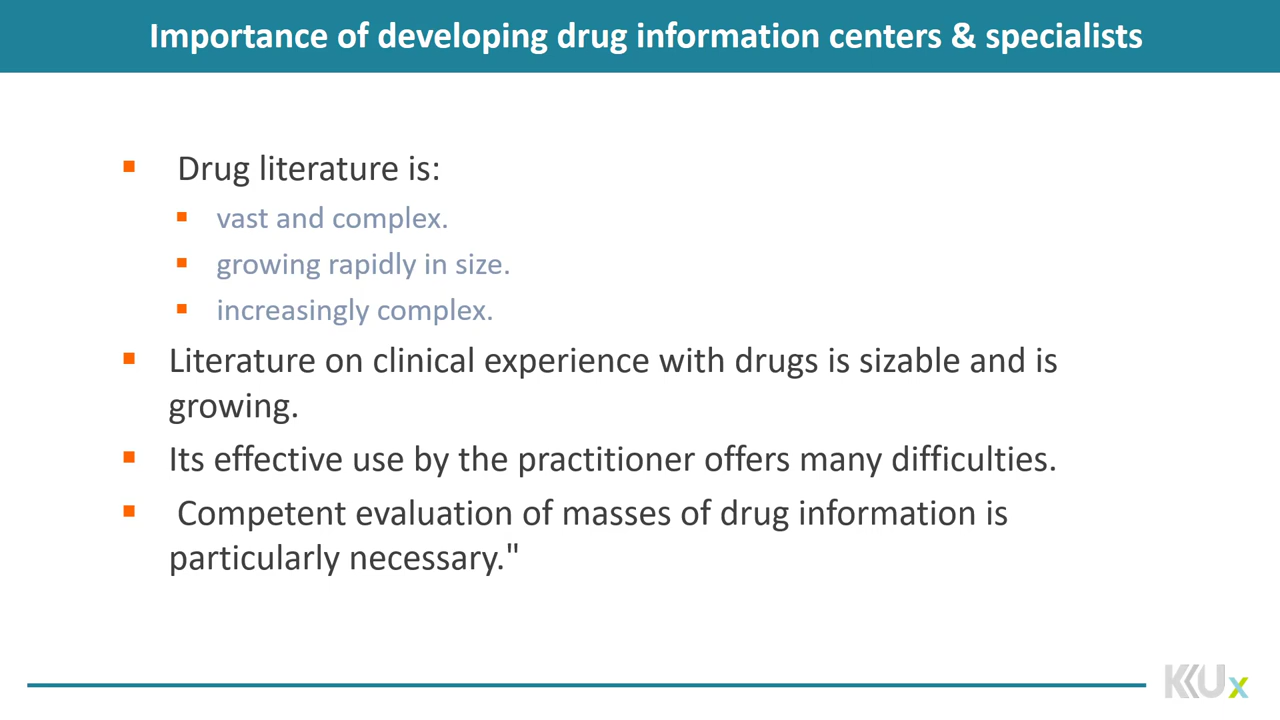 Importance of developing drug information centers & specialists
▪ Drug literature is:
▪ vast and complex.
▪ growing rapidly in size.
▪ increasingly complex.
▪ Literature on clinical experience with drugs is sizable and is
growing.
▪ Its effective use by the practitioner offers many difficulties.
▪ Competent evaluation of masses of drug information is
particularly necessary."
KKUx